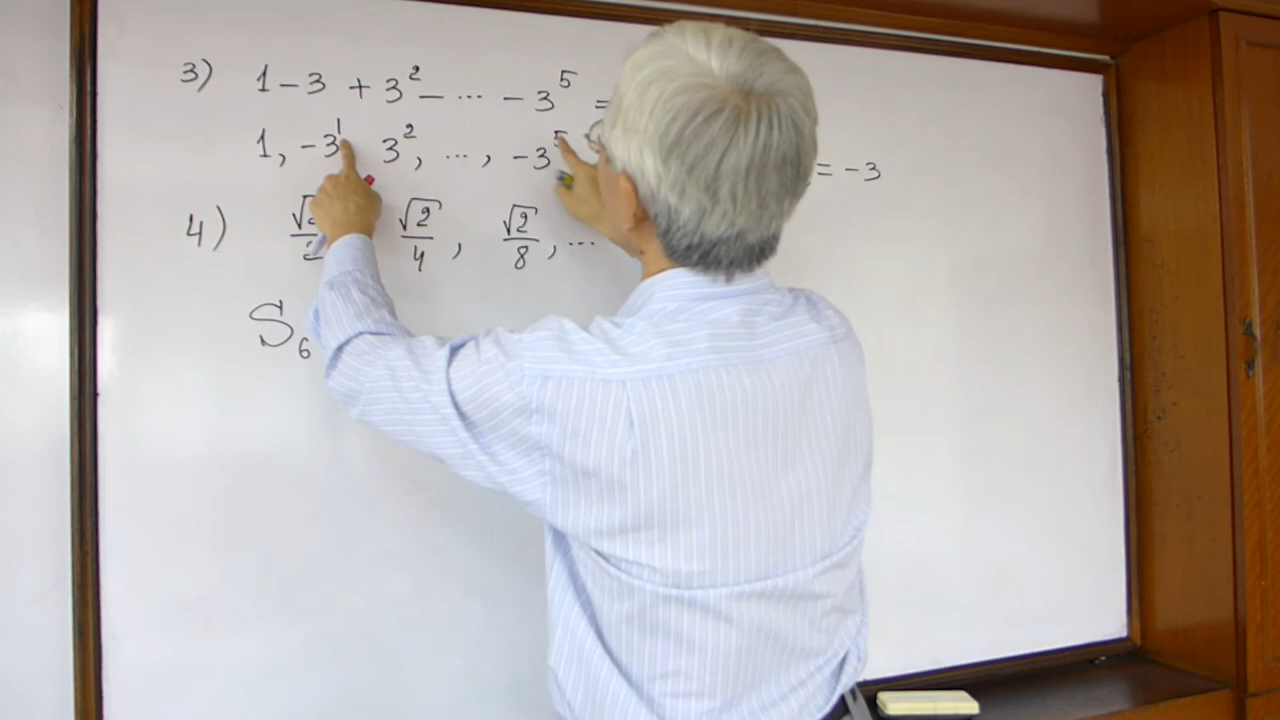 3) 1 - 3 + 3² - ... - 3⁵ =
1, -3¹ 3², ..., -3⁵ = -3
4) √2/4, √2/8, ...
S₆